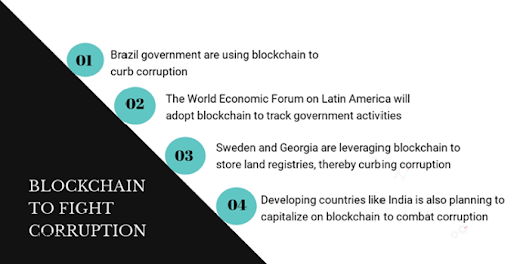 01
Brazil government are using blockchain to
curb corruption
02
The World Economic Forum on Latin America will
adopt blockchain to track government activities
03
Sweden and Georgia are leveraging blockchain to
store land registries, thereby curbing corruption
04
Developing countries like India is also planning to
capitalize on blockchain to combat corruption
BLOCKCHAIN
TO FIGHT
CORRUPTION